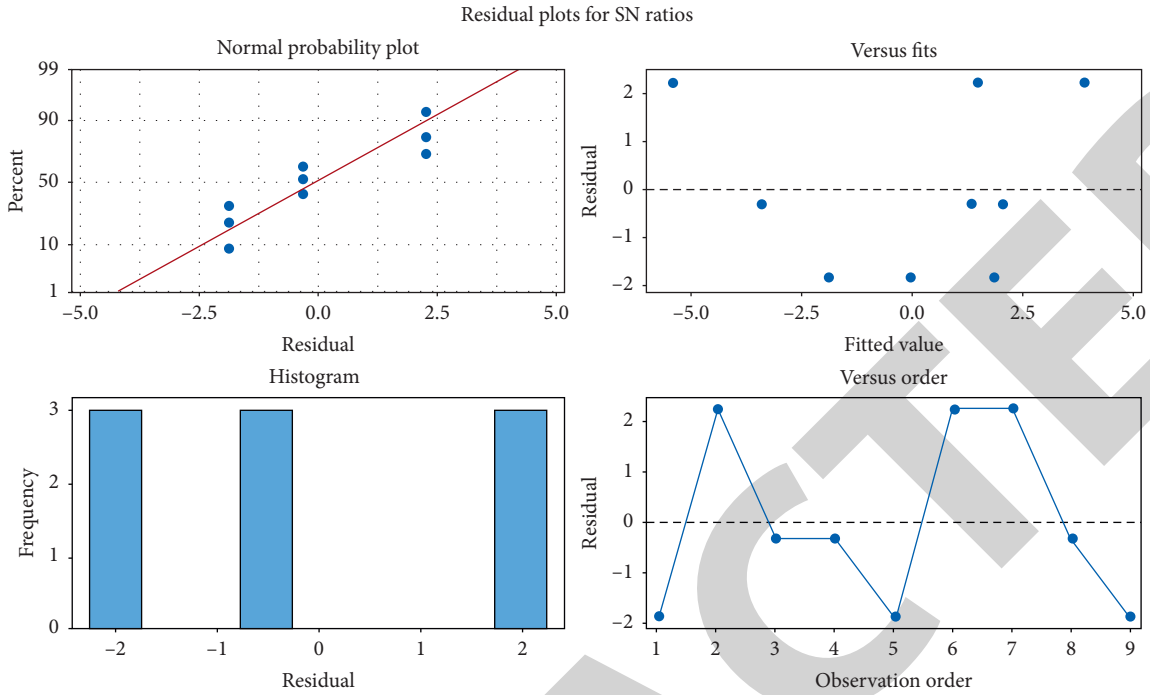 Residual plots for SN ratios
Normal probability plot
99
90
50
10
1
Percent
–5.0 –2.5 0.0 2.5 5.0
Residual
Versus fits
2
1
0
–1
–2
Residual
–5.0 –2.5 0.0 2.5 5.0
Fitted value
Histogram
3
2
1
0
Frequency
–2 –1 0 1 2
Residual
Versus order
2
1
0
–1
–2
Residual
1 2 3 4 5 6 7 8 9
Observation order